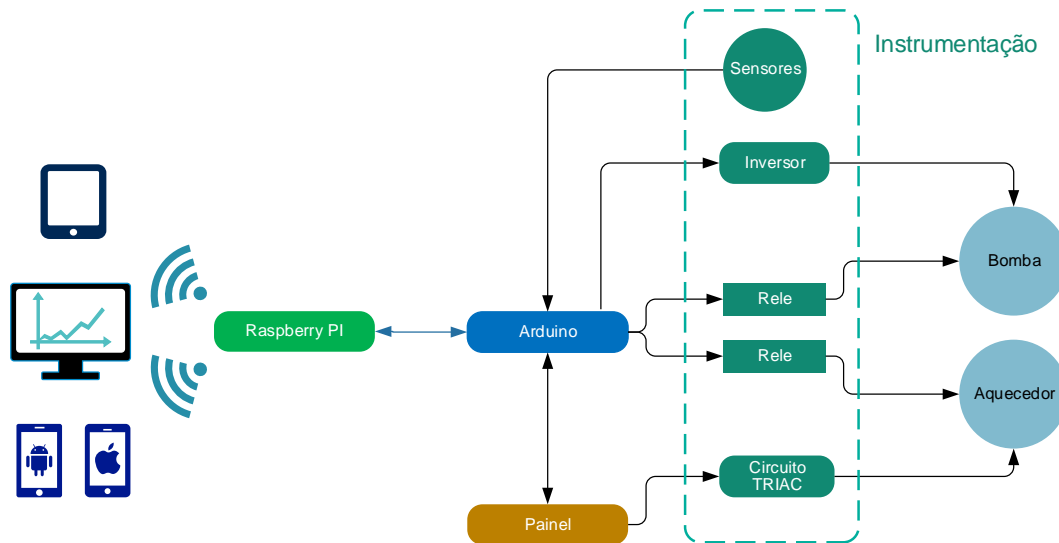 Instrumentação
Sensores
Inversor
Bomba
Rele
Raspberry PI
Arduino
Rele
Aquecedor
Circuito
TRIAC
Painel